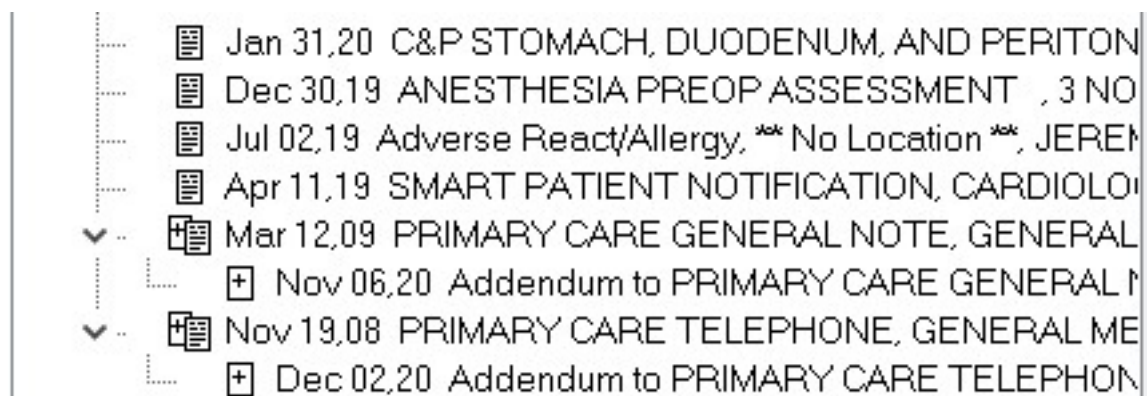 Jan 31,20 C&P STOMACH, DUODENUM, AND PERITON
Dec 30,19 ANESTHESIA PREOP ASSESSMENT , 3 NO
Jul 02,19 Adverse React/Allergy, ** No Location **, JEREM
Apr 11,19 SMART PATIENT NOTIFICATION, CARDIOLO
Mar 12,09 PRIMARY CARE GENERAL NOTE, GENERAL
Nov 06,20 Addendum to PRIMARY CARE GENERAL N
Nov 19,08 PRIMARY CARE TELEPHONE, GENERAL ME
Dec 02,20 Addendum to PRIMARY CARE TELEPHON